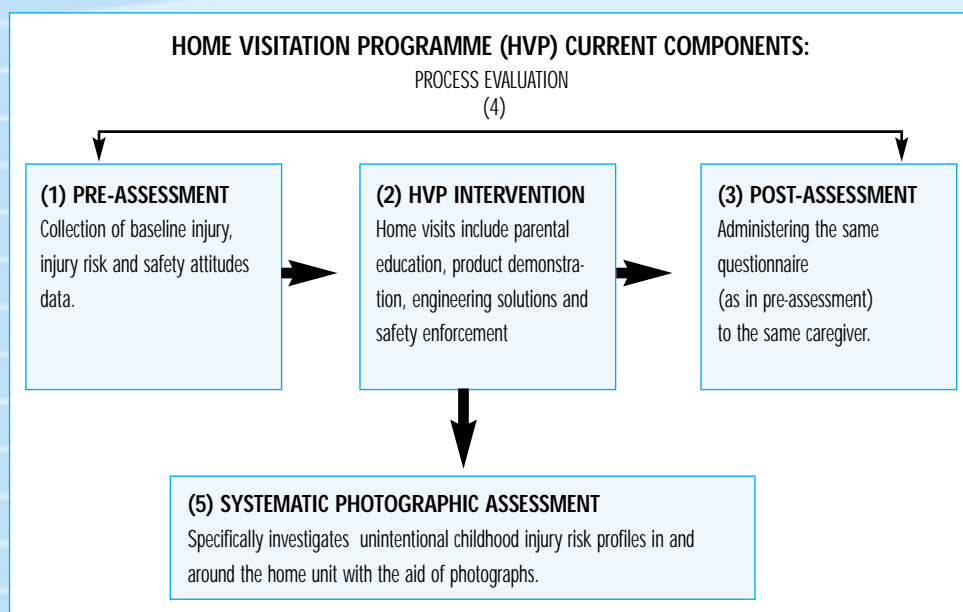 HOME VISITATION PROGRAMME (HVP) CURRENT COMPONENTS:
PROCESS EVALUATION
(4)
(1) PRE-ASSESSMENT
Collection of baseline injury,
injury risk and safety attitudes
data.
(2) HVP INTERVENTION
Home visits include parental
education, product demonstra-
tion, engineering solutions and
safety enforcement
(3) POST-ASSESSMENT
Administering the same
questionnaire
(as in pre-assessment)
to the same caregiver.
(5) SYSTEMATIC PHOTOGRAPHIC ASSESSMENT
Specifically investigates unintentional childhood injury risk profiles in and
around the home unit with the aid of photographs.